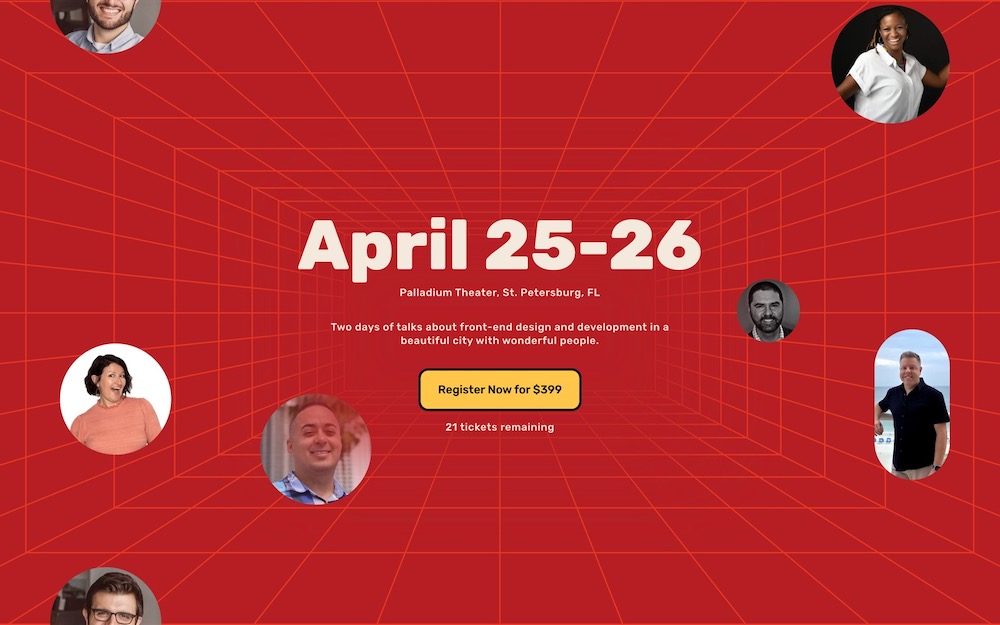 April 25-26
Palladium Theater, St. Petersburg, FL
Two days of talks about front-end design and development in a
beautiful city with wonderful people.
Register Now for $399
21 tickets remaining